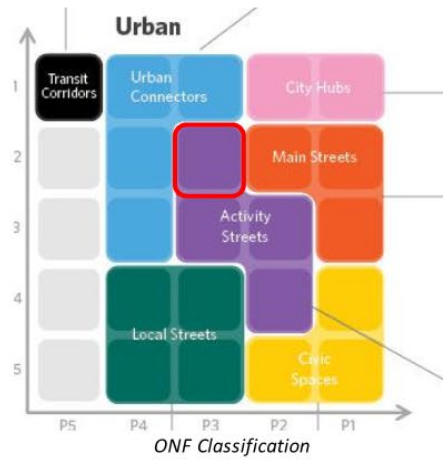 Urban
1
Transit
Corridors
Urban
Connectors
City Hubs
2
Main Streets
3
Activity
Streets
4
Local Streets
5
Civic
Spaces
P5 P4 P3 P2 P1
ONF Classification